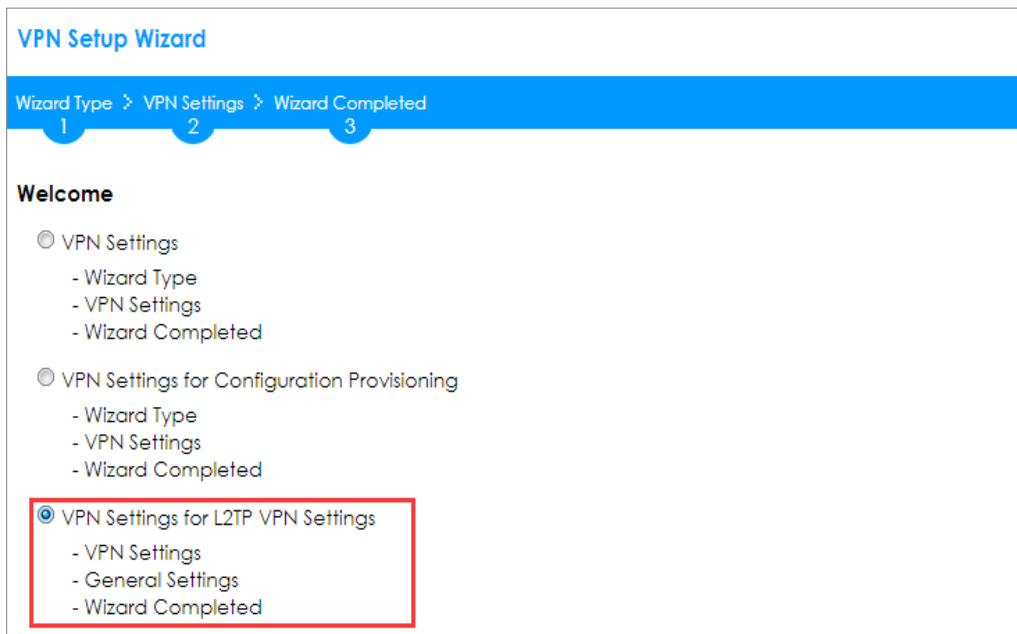 VPN Setup Wizard
Wizard Type > VPN Settings > Wizard Completed
1 2 3
Welcome
VPN Settings
- Wizard Type
- VPN Settings
- Wizard Completed
VPN Settings for Configuration Provisioning
- Wizard Type
- VPN Settings
- Wizard Completed
VPN Settings for L2TP VPN Settings
- VPN Settings
- General Settings
- Wizard Completed